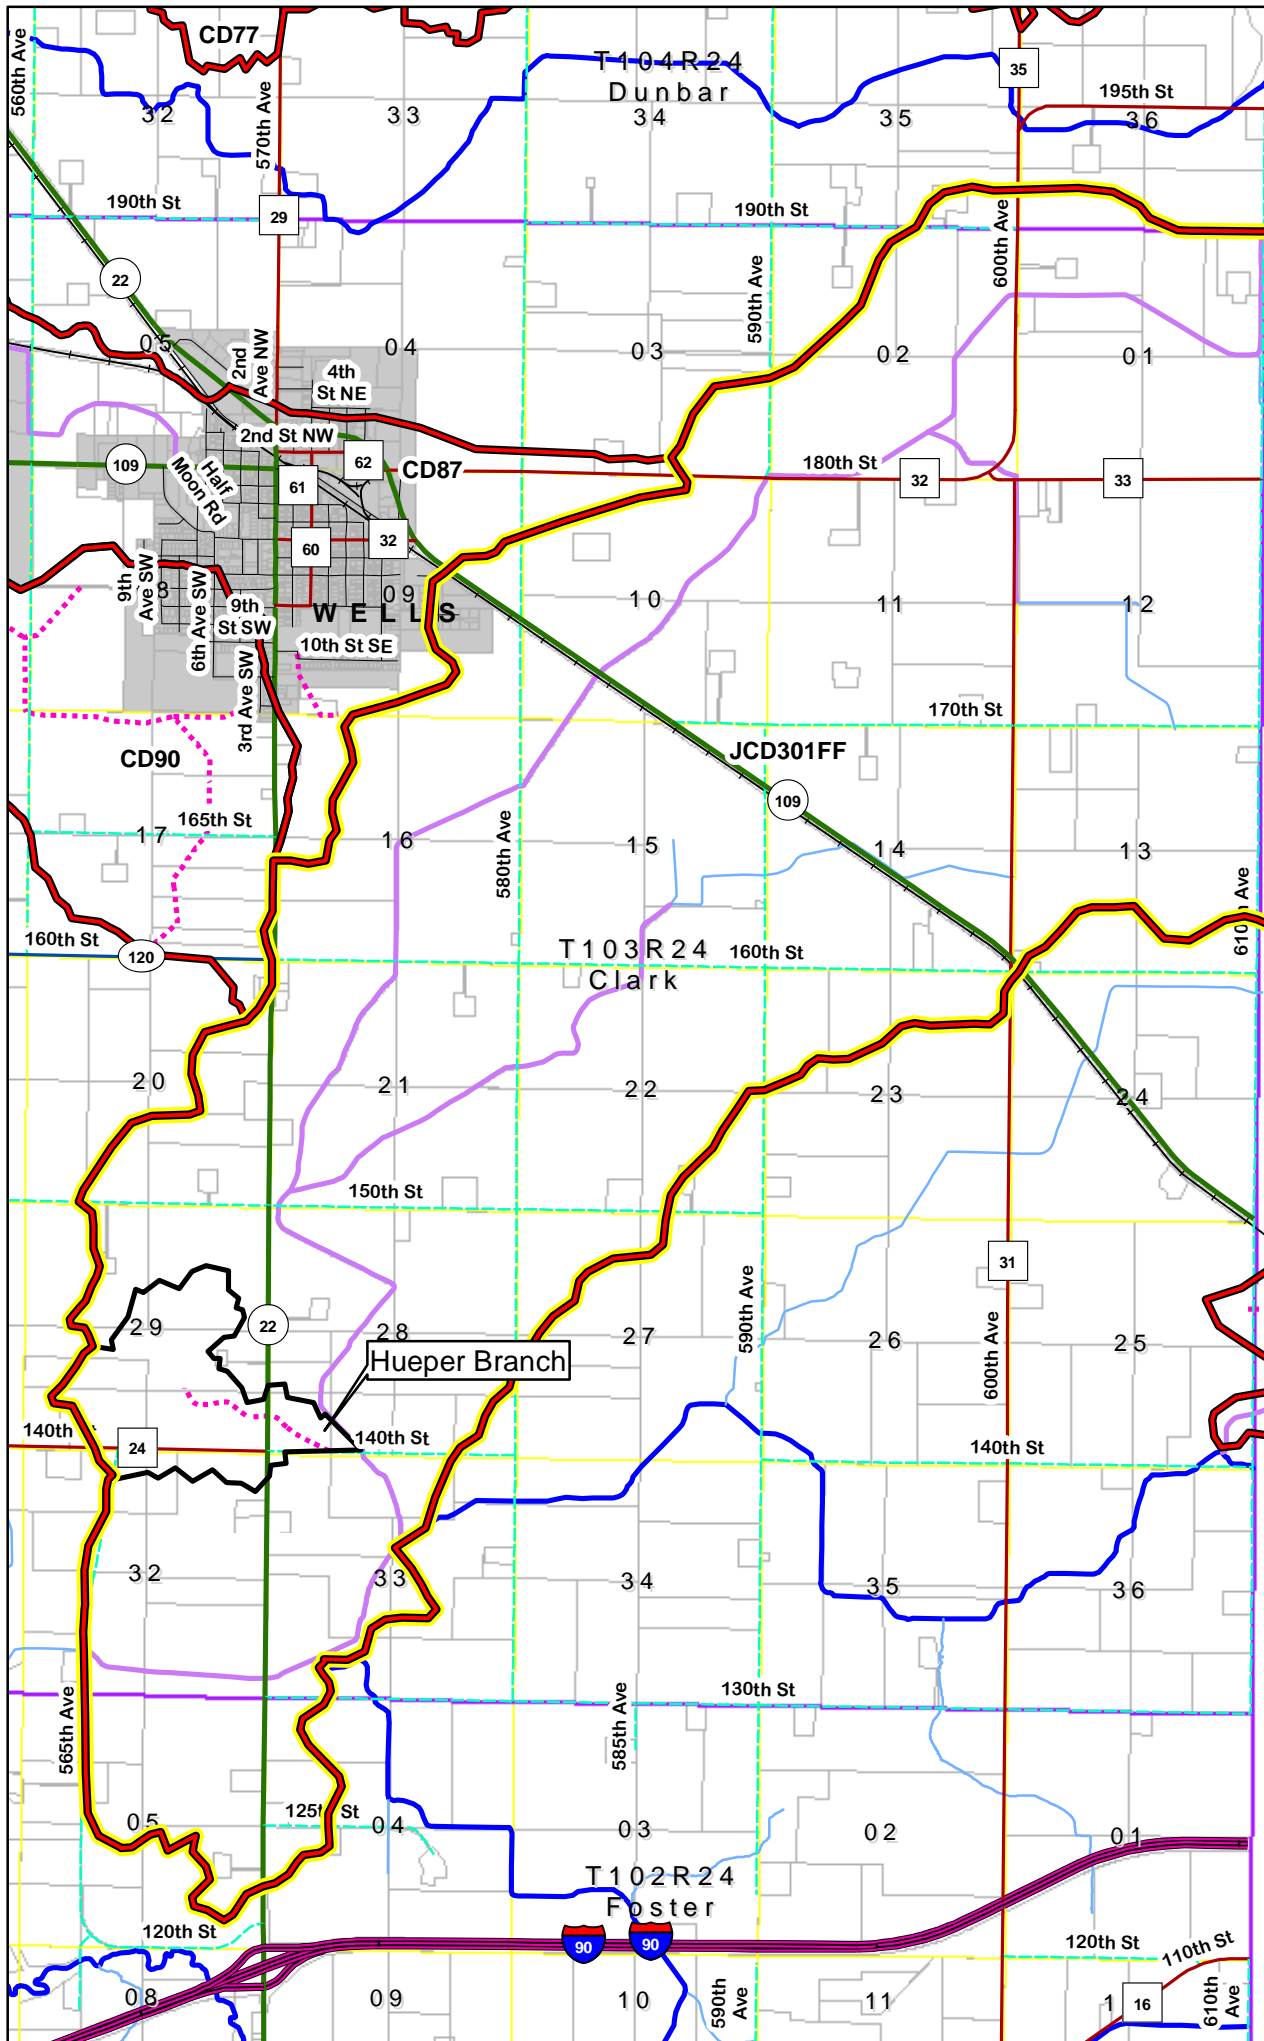 CD77
T104R24
Dunbar
35
195th St
560th Ave
570th Ave
32
33
34
35
36
190th St
29
190th St
600th Ave
22
590th Ave
05
04
03
02
01
2nd
Ave NW
4th
St NE
2nd St NW
109
62
CD87
180th St
32
33
Half
Moon Rd
61
60
32
9th
Ave SW
8
6th Ave SW
9th
St SW
09
10
11
12
WELLS
10th St SE
3rd Ave SW
170th St
CD90
JCD301FF
109
165th St
17
16
15
14
13
580th Ave
610th Ave
160th St
120
T103R24
Clark
160th St
20
21
22
23
24
150th St
31
590th Ave
29
22
28
27
26
25
Hueper Branch
600th Ave
140th
24
140th St
140th St
32
33
34
35
36
565th Ave
585th Ave
130th St
05
125th St
04
03
02
01
T102R24
Foster
120th St
90
90
120th St
110th St
08
09
10
590th
Ave
11
1
16
610th
Ave